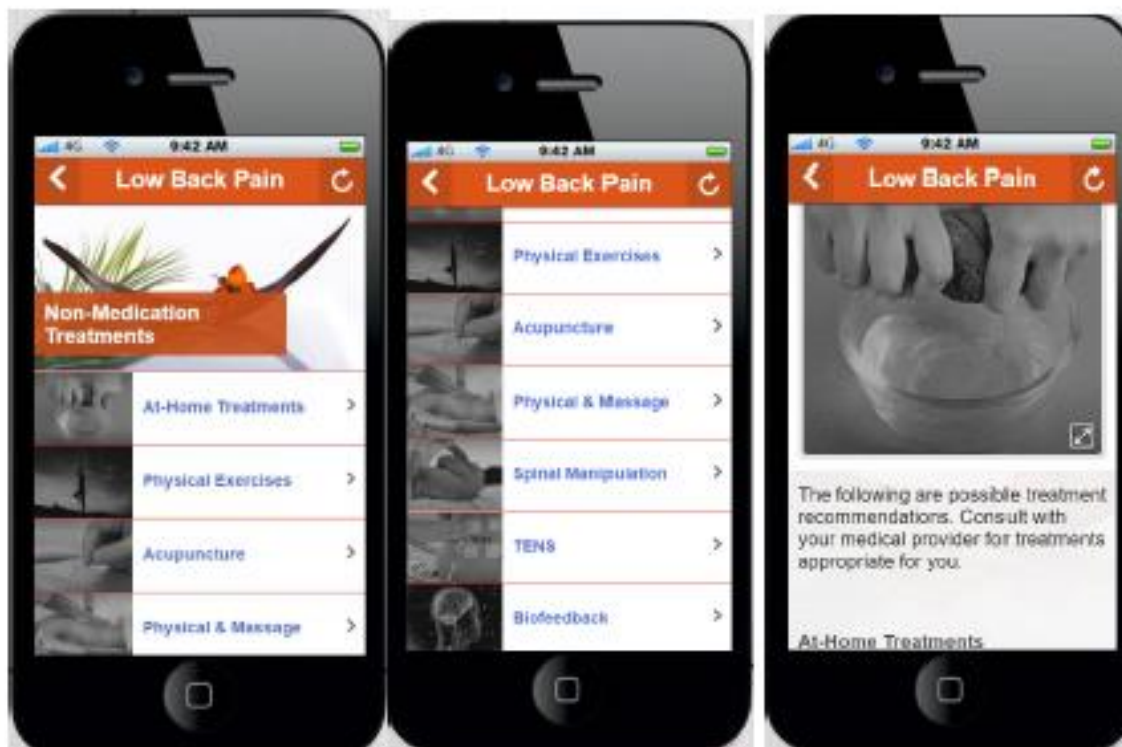 4G 9:42 AM
Low Back Pain
Non-Medication
Treatments
At-Home Treatments
Physical Exercises
Acupuncture
Physical & Massage
4G 9:42 AM
Low Back Pain
Physical Exercises
Acupuncture
Physical & Massage
Spinal Manipulation
TENS
Biofeedback
4G 9:42 AM
Low Back Pain
The following are possible treatment
recommendations. Consult with
your medical provider for treatments
appropriate for you.
At-Home Treatments